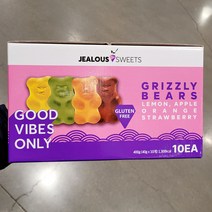 JEALOUS SWEETS
GRIZZLY
BEARS
LEMON, APPLE
ORANGE
STRAWBERRY
GLUTEN
FREE
GOOD
VIBES
ONLY
10EA